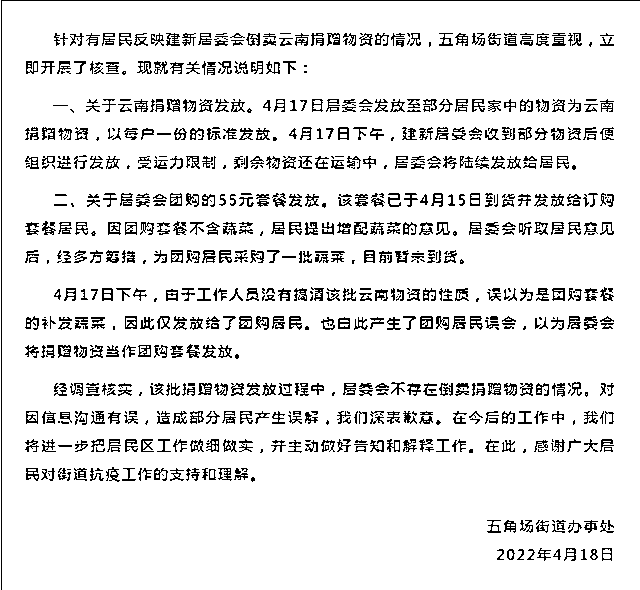 针对有居民反映建新居委会倒卖云南捐赠物资的情况，五角场街道高度重视，立
即开展了核查。现就有关情况说明如下：
一、关于云南捐赠物资发放。4月17日居委会发放至部分居民家中的物资为云南
捐赠物资，以每户一份的标准发放。4月17日下午，建新居委会收到部分物资后便
组织进行发放，受运力限制，剩余物资还在运输中，居委会将陆续发放给居民。
二、关于居委会团购的55元套餐发放。该套餐已于4月15日到货并发放给订购
套餐居民。因团购套餐不含蔬菜，居民提出增配蔬菜的意见。居委会听取居民意见
后，经多方筹措，为团购居民采购了一批蔬菜，目前暂未到货。
4月17日下午，由于工作人员没有搞清该批云南物资的性质，误以为是团购套餐
的补发蔬菜，因此仅发放给了团购居民。也由此产生了团购居民误会，以为居委会
将捐赠物资当作团购套餐发放。
经调查核实，该批捐赠物资发放过程中，居委会不存在倒卖捐赠物资的情况。对
因信息沟通有误，造成部分居民产生误解，我们深表歉意。在今后的工作中，我们
将进一步把居民区工作做细做实，并主动做好告知和解释工作。在此，感谢广大居
民对街道抗疫工作的支持和理解。
五角场街道办事处
2022年4月18日